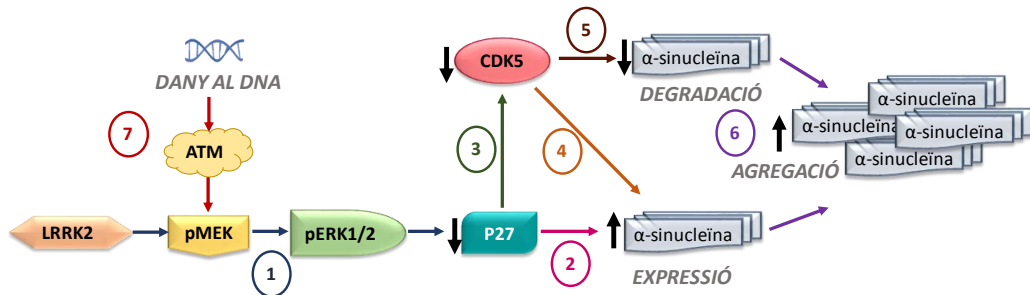 5
CDK5
α-sinucleïna
DANY AL DNA
DEGRADACIÓ
α-sinucleïna
7
6
α-sinucleïna
ATM
3
4
α-sinucleïna
α-sinucleïna
AGREGACIÓ
LRRK2
pMEK
pERK1/2
P27
α-sinucleïna
1
2
EXPRESSIÓ